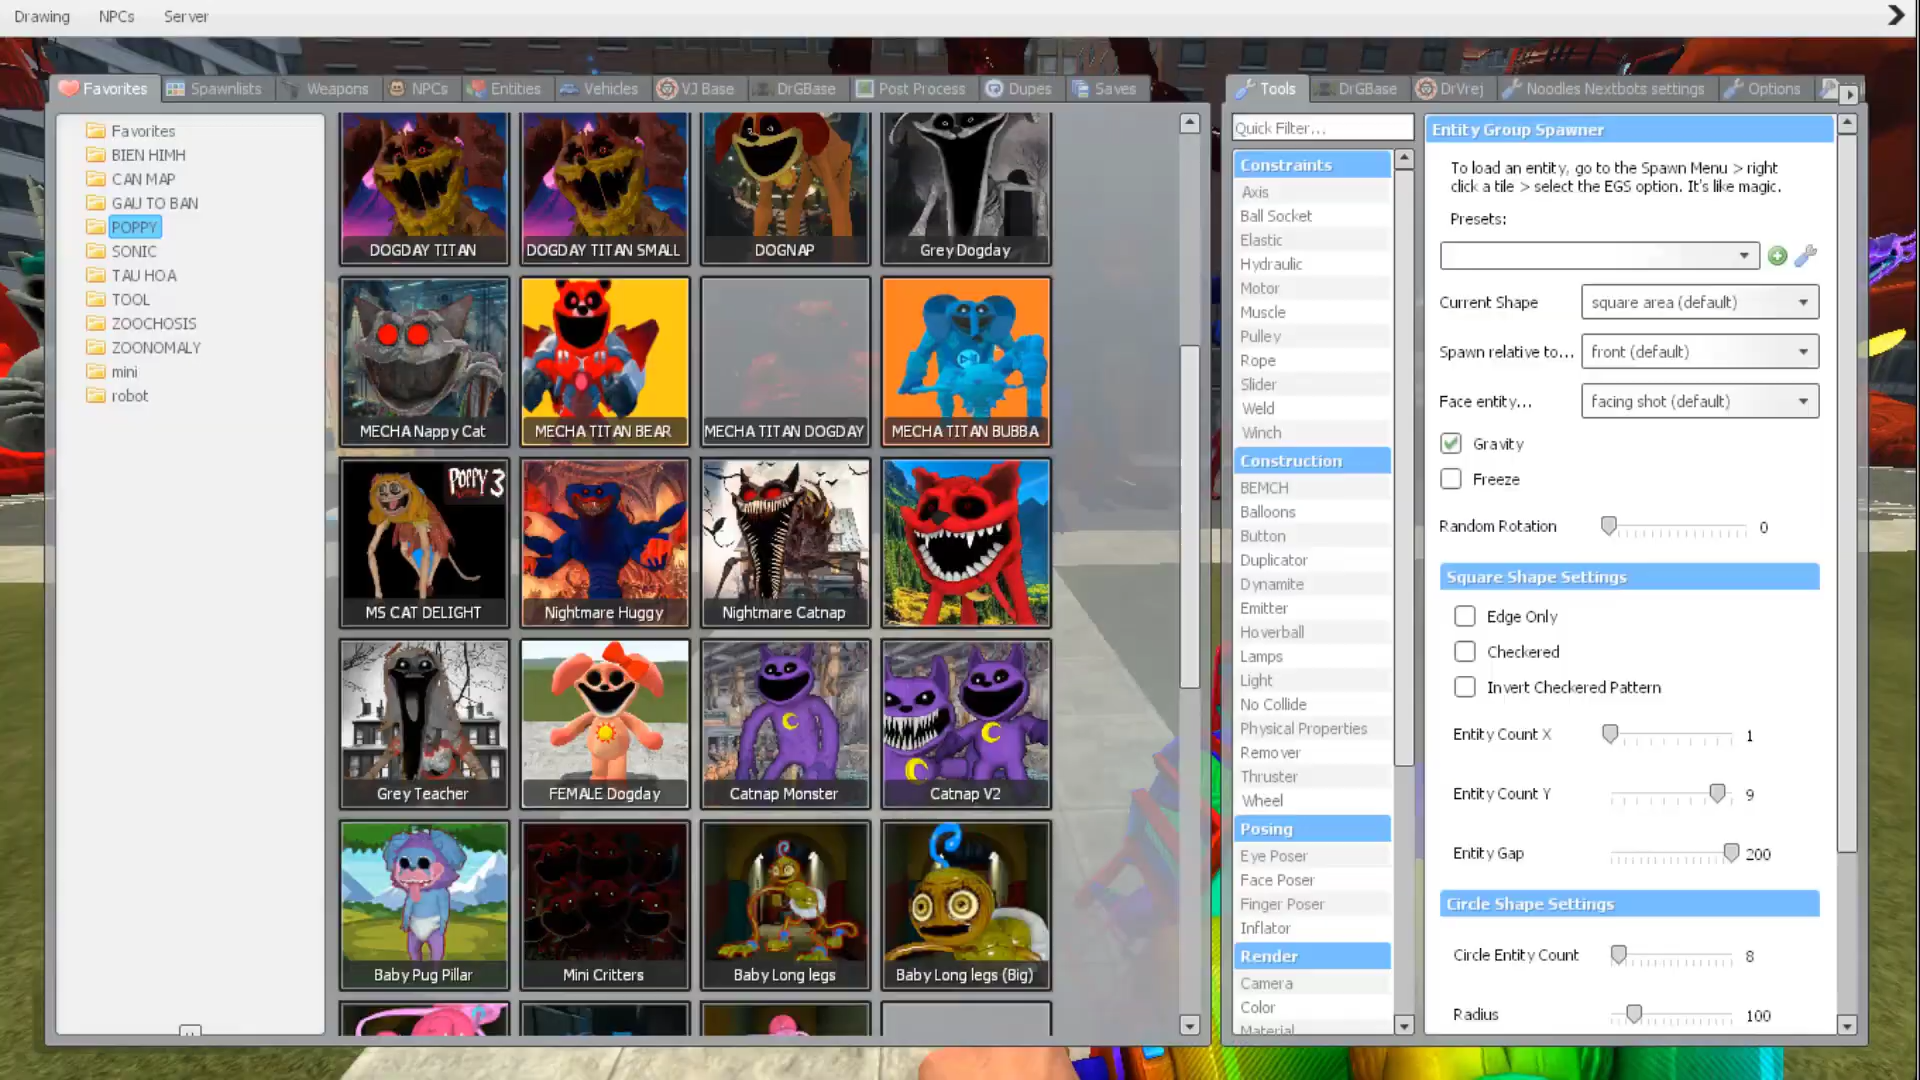 Drawing NPCs Server
Favorites Spawnlists Weapons NPCs Entities Vehicles VJ Base DrGBase Post Process Dupes Saves
Favorites
BIEN HIMH
CAN MAP
GAU TO BAN
POPPY
SONIC
TAU HOA
TOOL
ZOOCHOSIS
ZOONOMALY
mini
robot
DOGDAY TITAN DOGDAY TITAN SMALL DOGNAP Grey Dogday
MECHA Nappy Cat MECHA TITAN BEAR MECHA TITAN DOGDAY MECHA TITAN BUBBA
POPPY 3
MS CAT DELIGHT Nightmare Huggy Nightmare Catnap
Grey Teacher FEMALE Dogday Catnap Monster Catnap V2
Baby Pug Pillar Mini Critters Baby Long legs Baby Long legs (Big)
Tools DrGBase DrVrej Noodles Nextbots settings Options
Quick Filter...
Constraints
Axis
Ball Socket
Elastic
Hydraulic
Motor
Muscle
Pulley
Rope
Slider
Weld
Winch
Construction
BEMCH
Balloons
Button
Duplicator
Dynamite
Emitter
Hoverball
Lamps
Light
No Collide
Physical Properties
Remover
Thruster
Wheel
Posing
Eye Poser
Face Poser
Finger Poser
Inflator
Render
Camera
Color
Material
Entity Group Spawner
To load an entity, go to the Spawn Menu > right
click a tile > select the EGS option. It's like magic.
Presets:
Current Shape square area (default)
Spawn relative to... front (default)
Face entity... facing shot (default)
Gravity
Freeze
Random Rotation 0
Square Shape Settings
Edge Only
Checkered
Invert Checkered Pattern
Entity Count X 1
Entity Count Y 9
Entity Gap 200
Circle Shape Settings
Circle Entity Count 8
Radius 100